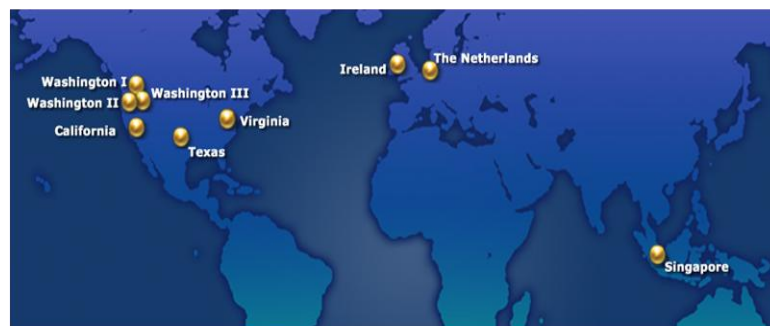 Washington I
Washington II
Washington III
California
Texas
Virginia
Ireland
The Netherlands
Singapore